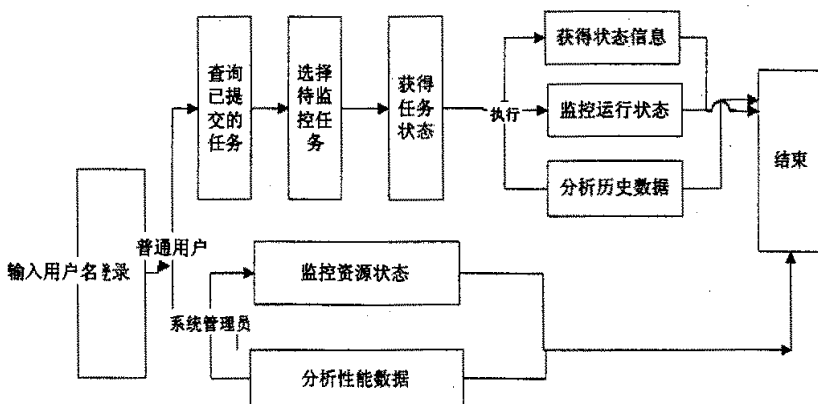 查询
已提
交的
任务
选择
待监
控任
务
获得
任务
状态
执行
获得状态信息
监控运行状态
分析历史数据
结束
输入用户名登录
普通用户
系统管理员
监控资源状态
分析性能数据